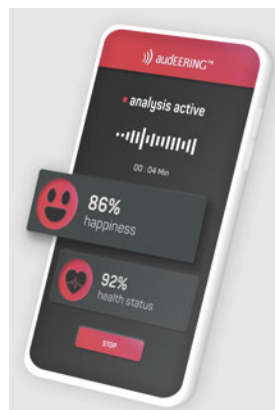 audEERING™
analysis active
00 : 04 Min
86%
happiness
92%
health status
STOP